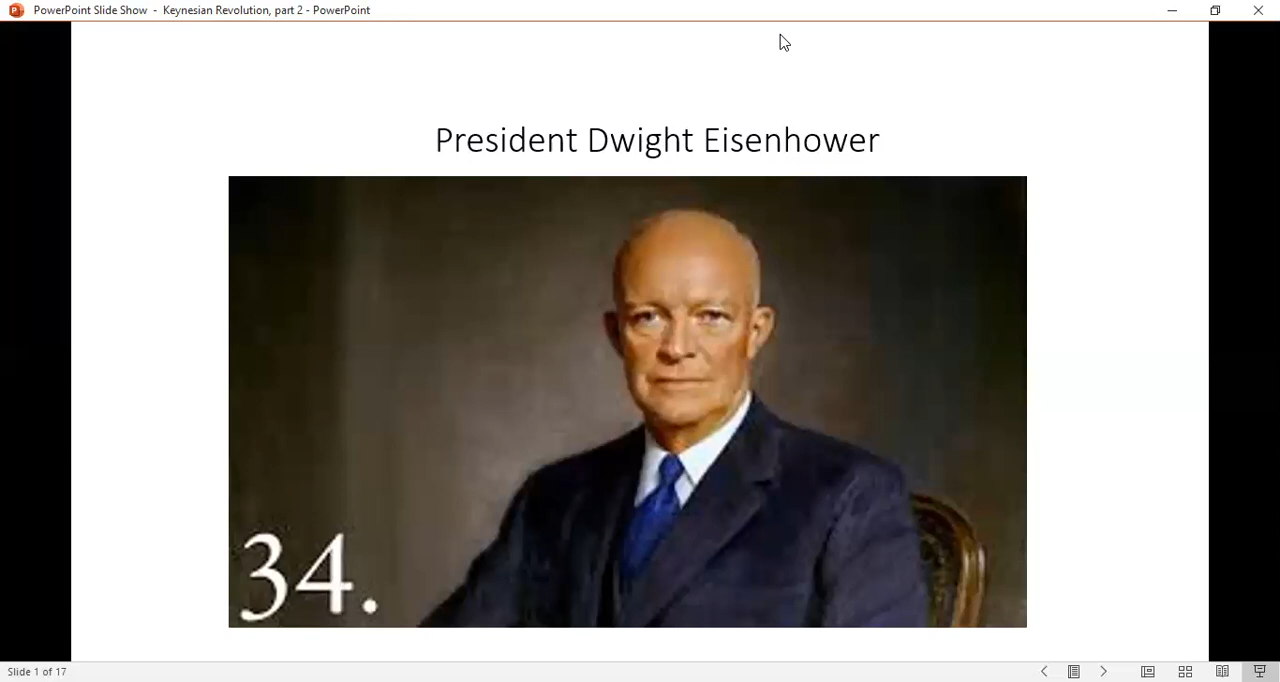 PowerPoint Slide Show - Keynesian Revolution, part 2 - PowerPoint
President Dwight Eisenhower
34.
Slide 1 of 17